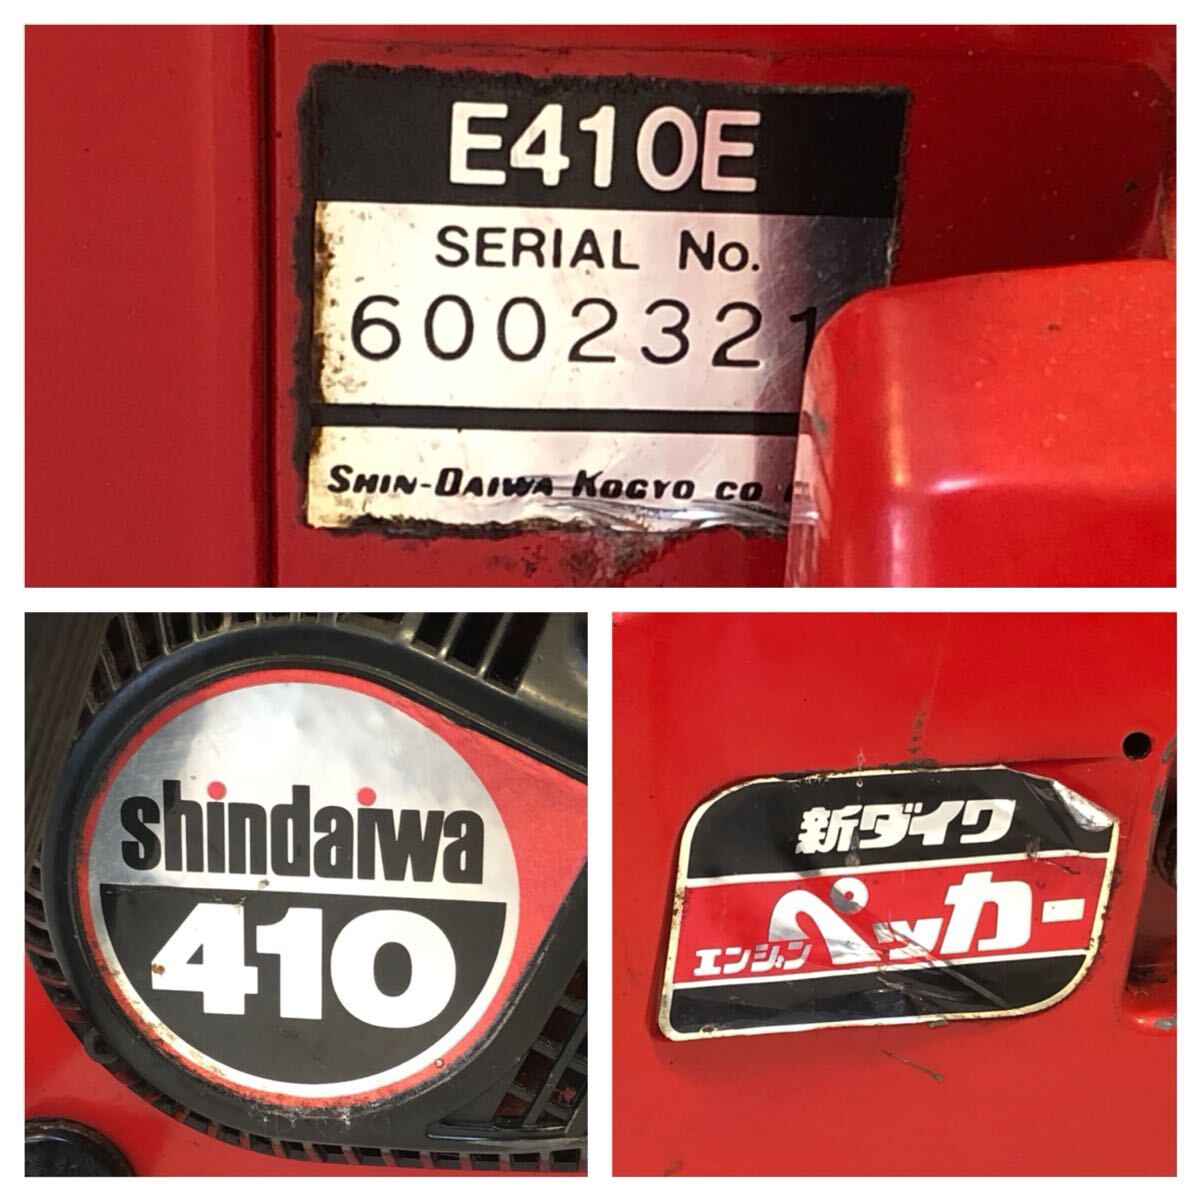 E410E
SERIAL No.
6002321
SHIN-DAIWA KOGYO CO
shindaiwa
410
新ダイワ
エンジンペッカー